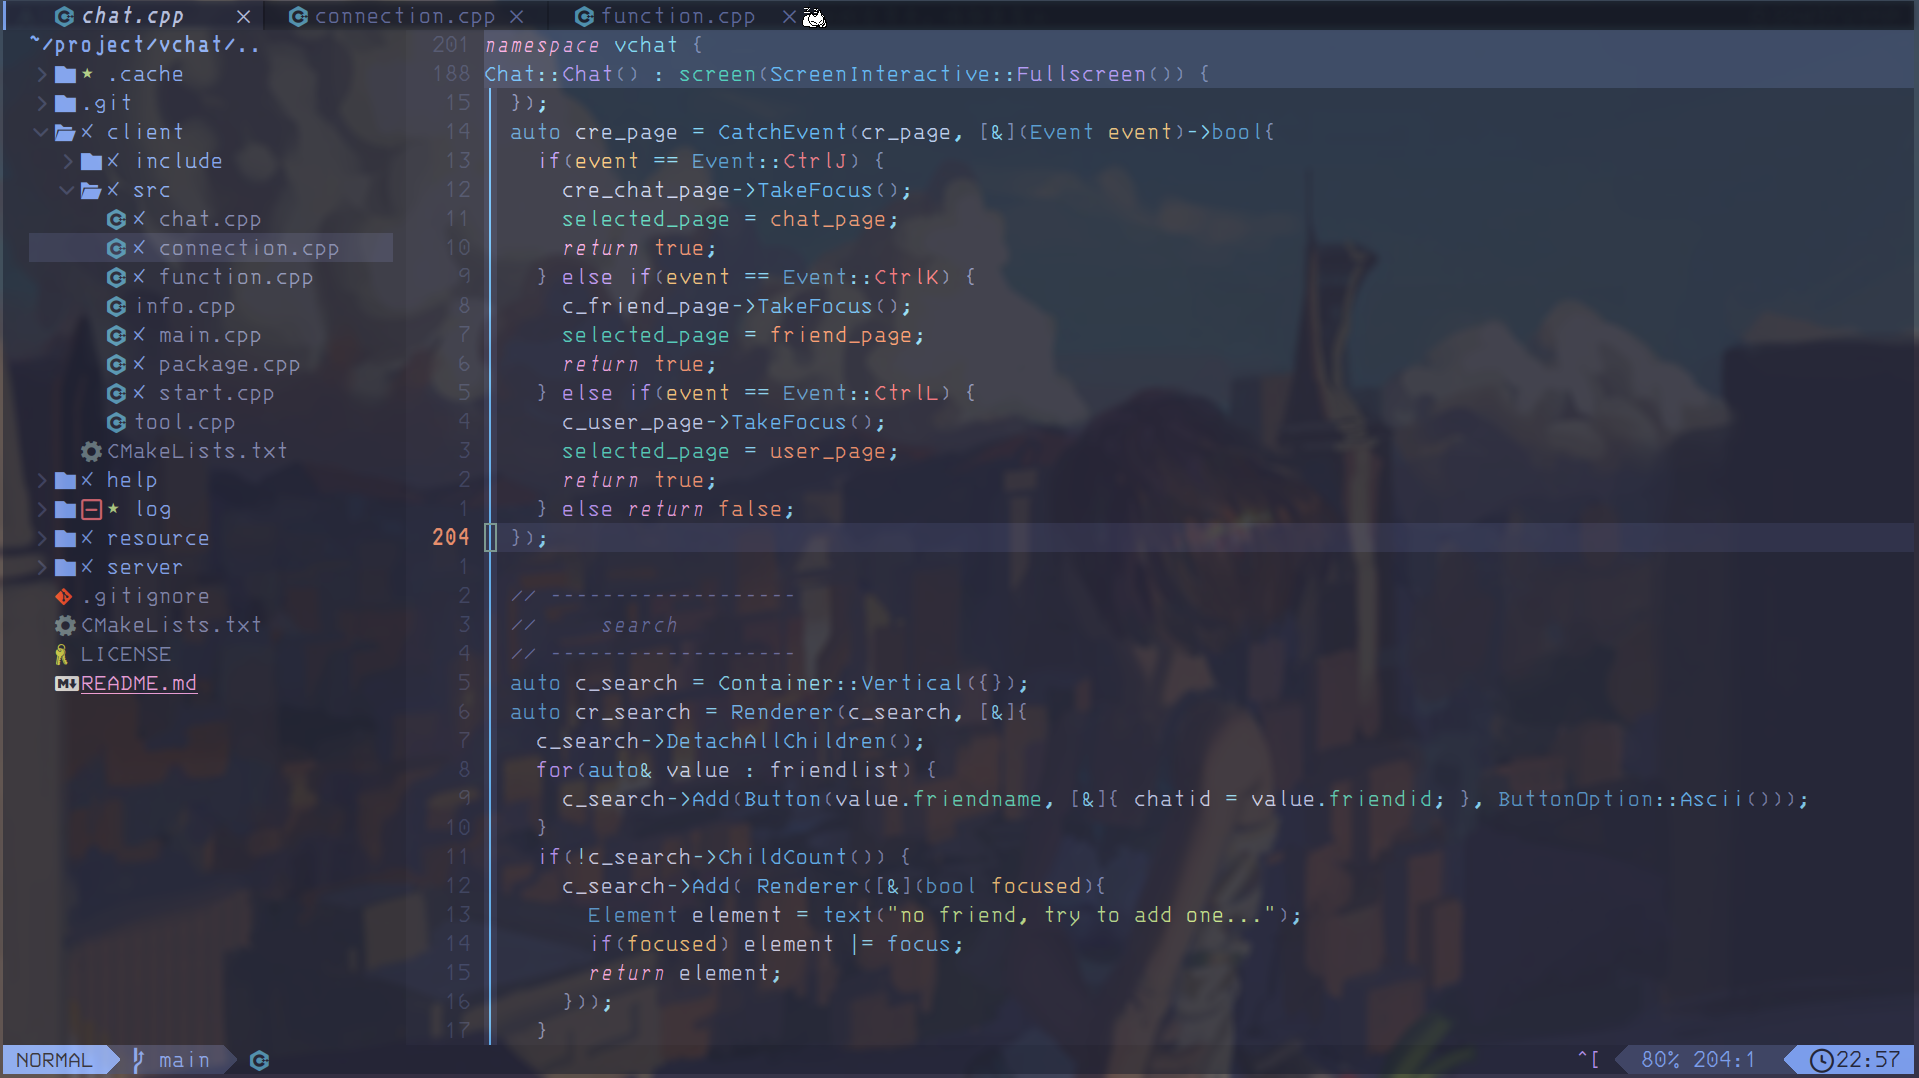 chat.cpp × connection.cpp × function.cpp ×
~/project/vchat/..
.cache
.git
client
include
src
chat.cpp
connection.cpp
function.cpp
info.cpp
main.cpp
package.cpp
start.cpp
tool.cpp
CMakeLists.txt
help
log
resource
server
.gitignore
CMakeLists.txt
LICENSE
README.md
201 namespace vchat {
188 Chat::Chat() : screen(ScreenInteractive::Fullscreen()) {
15 });
14 auto cre_page = CatchEvent(cr_page, [&](Event event)->bool{
13 if(event == Event::CtrlJ) {
12 cre_chat_page->TakeFocus();
11 selected_page = chat_page;
10 return true;
9 } else if(event == Event::CtrlK) {
8 c_friend_page->TakeFocus();
7 selected_page = friend_page;
6 return true;
5 } else if(event == Event::CtrlL) {
4 c_user_page->TakeFocus();
3 selected_page = user_page;
2 return true;
1 } else return false;
204 });
1
2 // -------------------
3 // search
4 // -------------------
5 auto c_search = Container::Vertical({});
6 auto cr_search = Renderer(c_search, [&]{
7 c_search->DetachAllChildren();
8 for(auto& value : friendlist) {
9 c_search->Add(Button(value.friendname, [&]{ chatid = value.friendid; }, ButtonOption::Ascii()));
10 }
11 if(!c_search->ChildCount()) {
12 c_search->Add( Renderer([&](bool focused){
13 Element element = text("no friend, try to add one...");
14 if(focused) element |= focus;
15 return element;
16 }));
17 }
NORMAL main ^[ 80% 204:1 22:57